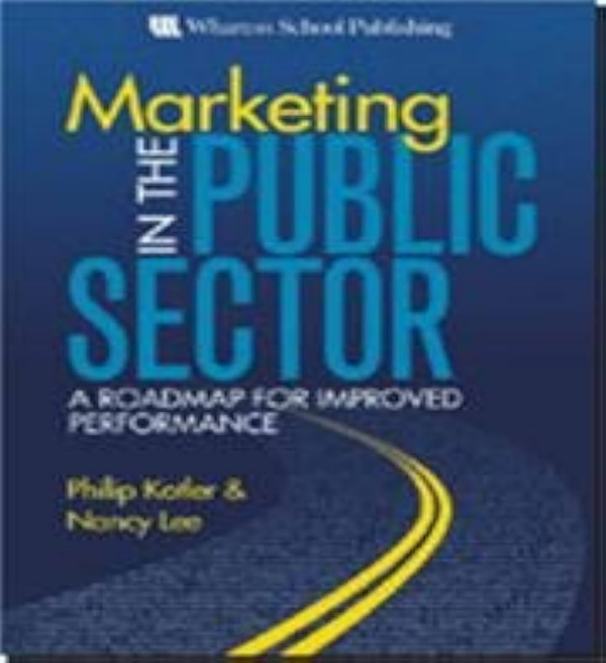 Wharton School Publishing
Marketing
IN THE
PUBLIC
SECTOR
A ROADMAP FOR IMPROVED
PERFORMANCE
Philip Kotler &
Nancy Lee